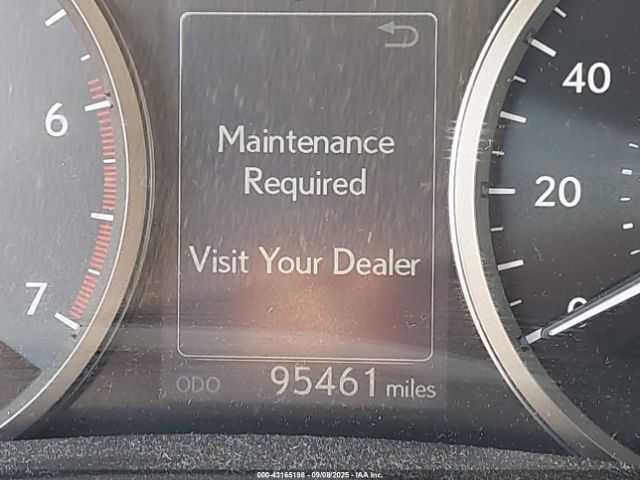 6
7
Maintenance
Required
Visit Your Dealer
ODO 95461 miles
40
20
0
000-43165198 - 09/08/2025 - IAA Inc.